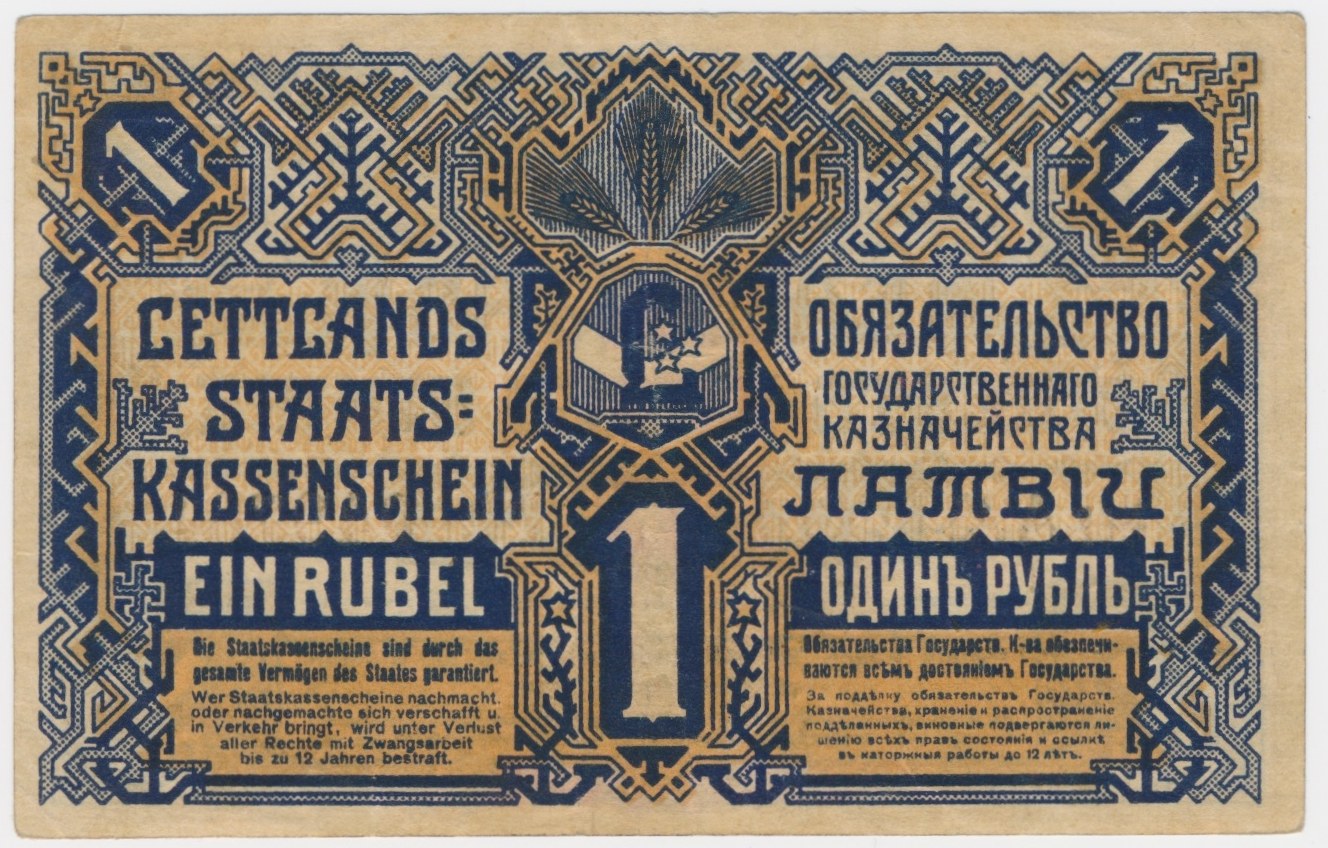 1
1
LETTLANDS
STAATS=
KASSENSCHEIN
EIN RUBEL
Die Staatskassenscheine sind durch das
gesamte Vermögen des Staates garantiert.
Wer Staatskassenscheine nachmacht,
oder nachgemachte sich verschafft u.
in Verkehr bringt, wird unter Verlust
aller Rechte mit Zwangsarbeit
bis zu 12 Jahren bestraft.
L
1
ОБЯЗАТЕЛЬСТВО
ГОСУДАРСТВЕННАГО
КАЗНАЧЕЙСТВА
ЛАТВІИ
ОДИНЪ РУБЛЬ
Обязательства Государств. К-ва обезпечи-
ваются всѣмъ достояніемъ Государства.
За поддѣлку обязательствъ Государств.
Казначейства, храненіе и распространеніе
поддѣланныхъ, виновные подвергаются ли-
шенію всѣхъ правъ состоянія и ссылкѣ
въ каторжныя работы до 12 лѣтъ.